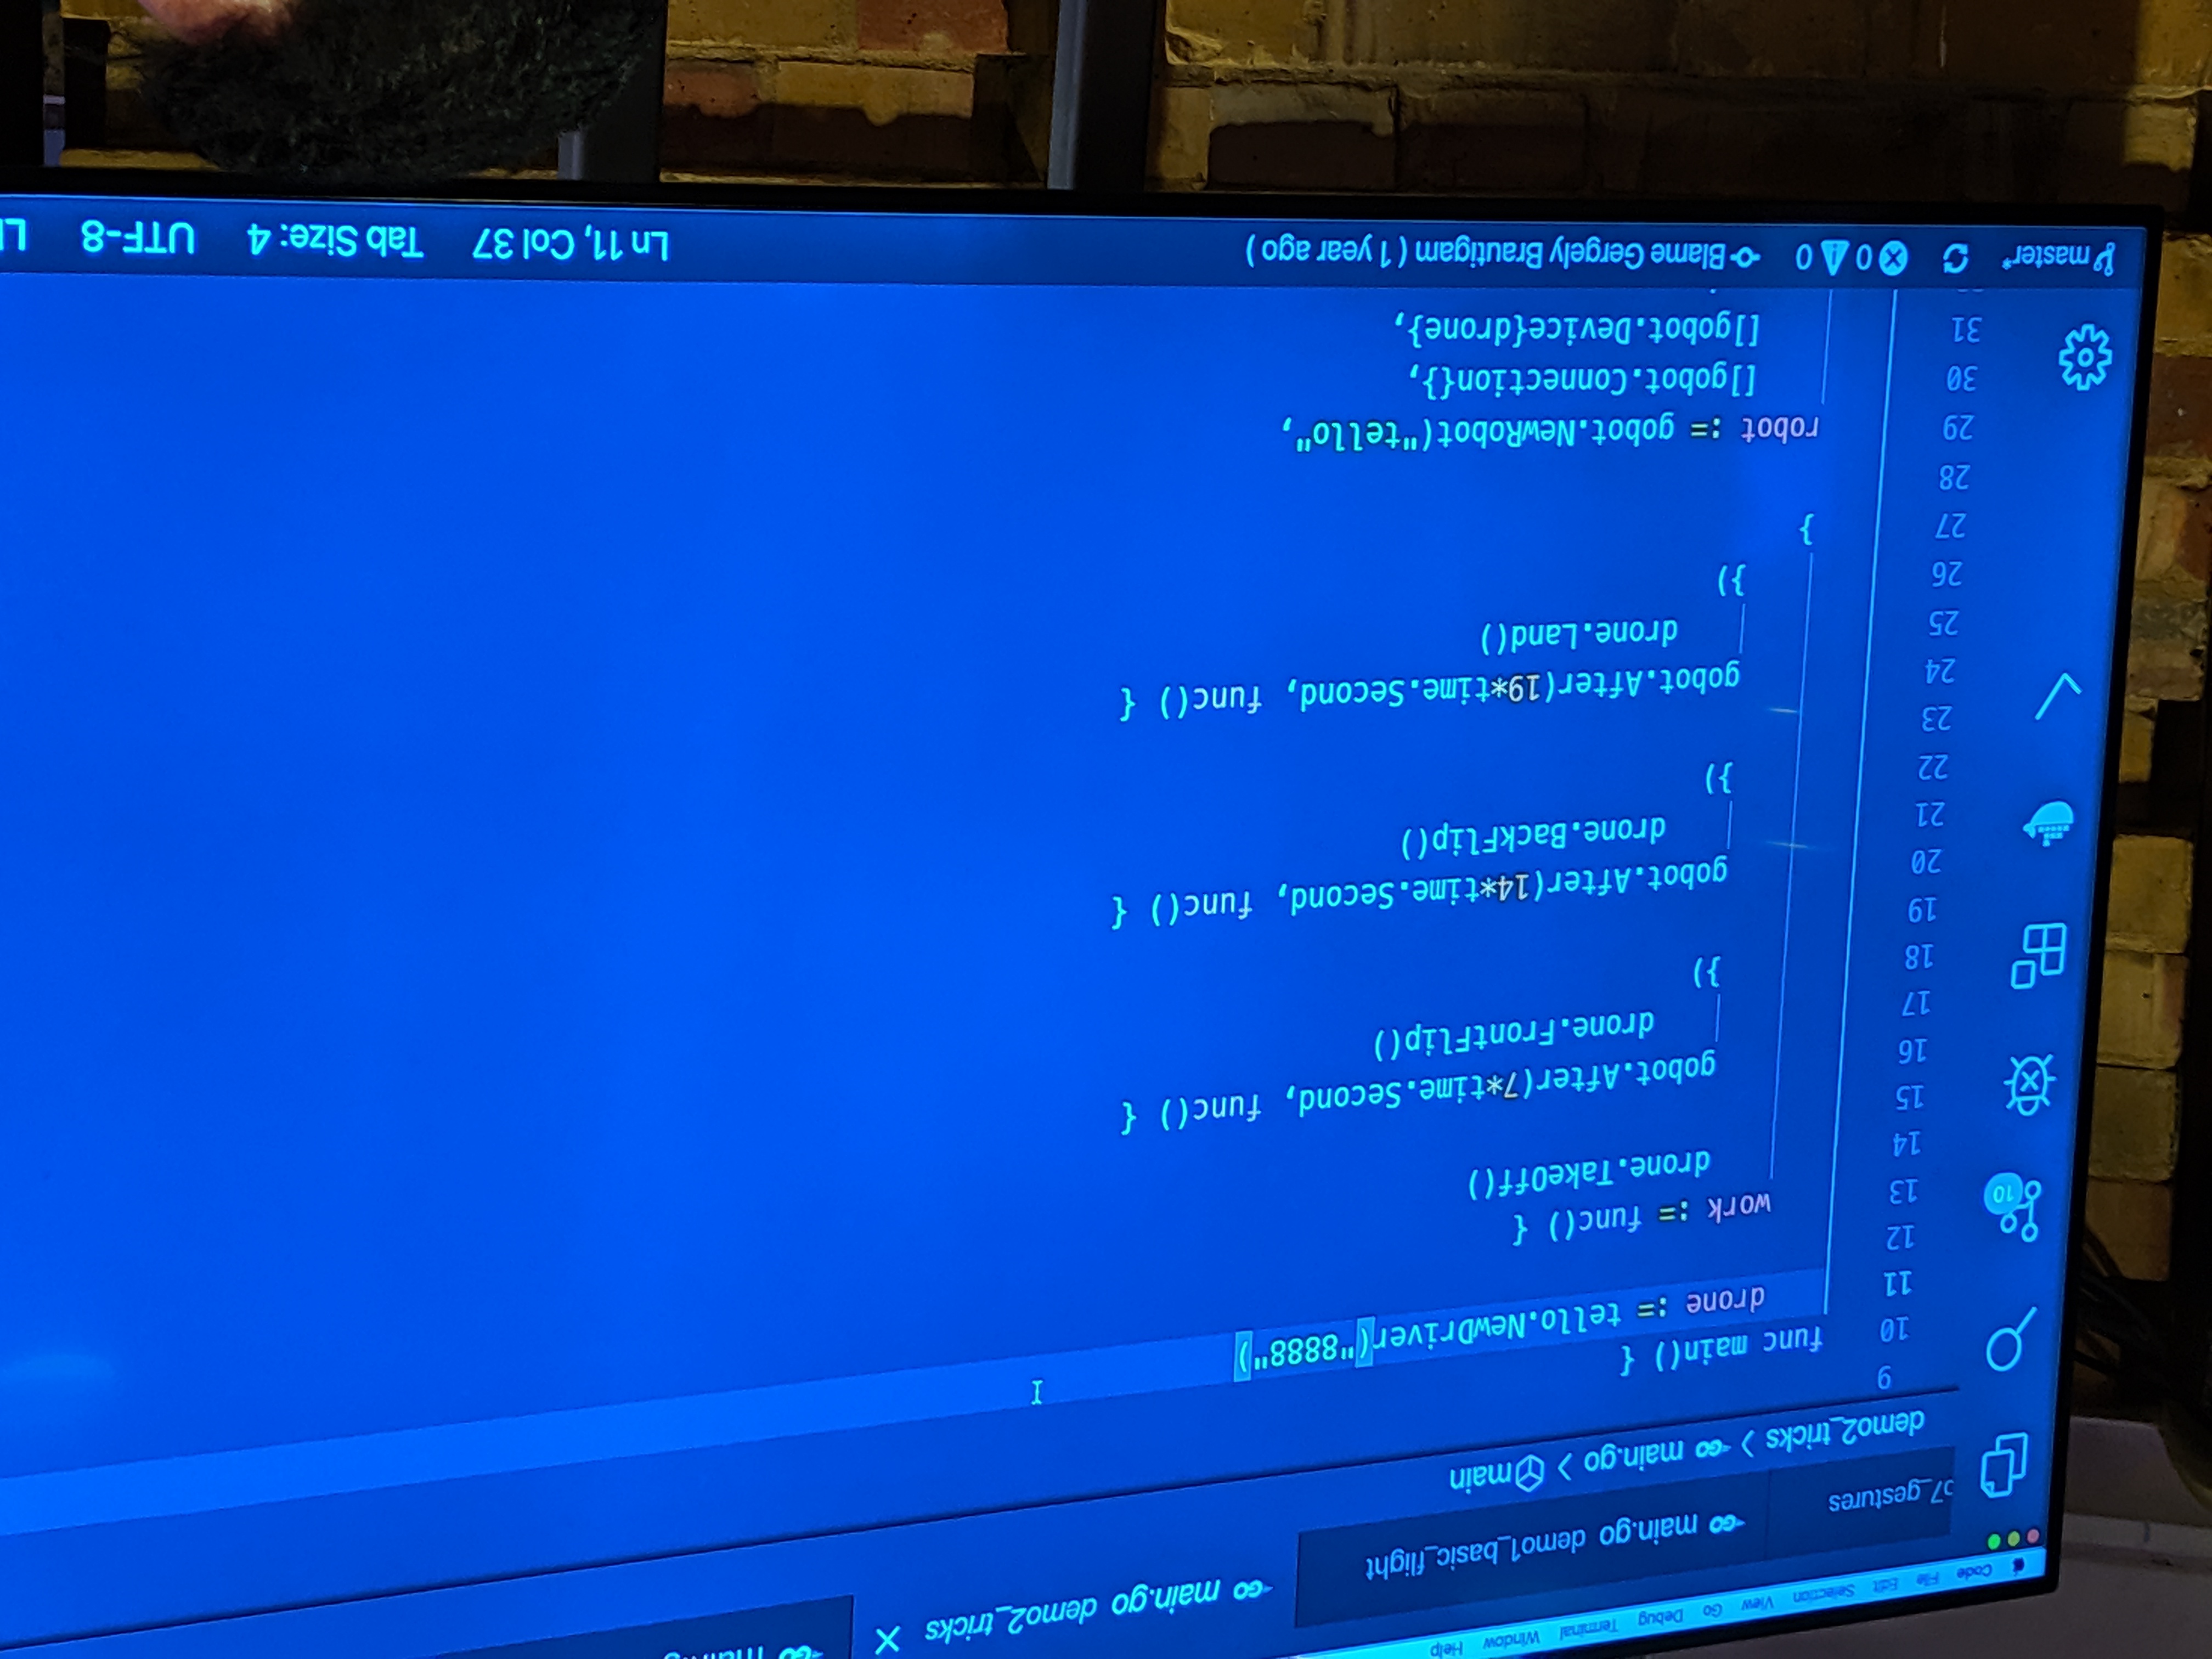 Code File Edit Selection View Go Debug Terminal Window Help
o7_gestures
GO main.go demo1_basic_flight
GO main.go demo2_tricks
demo2_tricks > GO main.go > main
9
10 func main() {
11 drone := tello.NewDriver("8888")
12
13 work := func() {
14 drone.TakeOff()
15
16 gobot.After(7*time.Second, func() {
17 drone.FrontFlip()
18 })
19
20 gobot.After(14*time.Second, func() {
21 drone.BackFlip()
22 })
23
24 gobot.After(19*time.Second, func() {
25 drone.Land()
26 })
27 }
28
29 robot := gobot.NewRobot("tello",
30 []gobot.Connection{},
31 []gobot.Device{drone},
10
master* 0 0 Blame Gergely Brautigam ( 1 year ago ) Ln 11, Col 37 Tab Size: 4 UTF-8